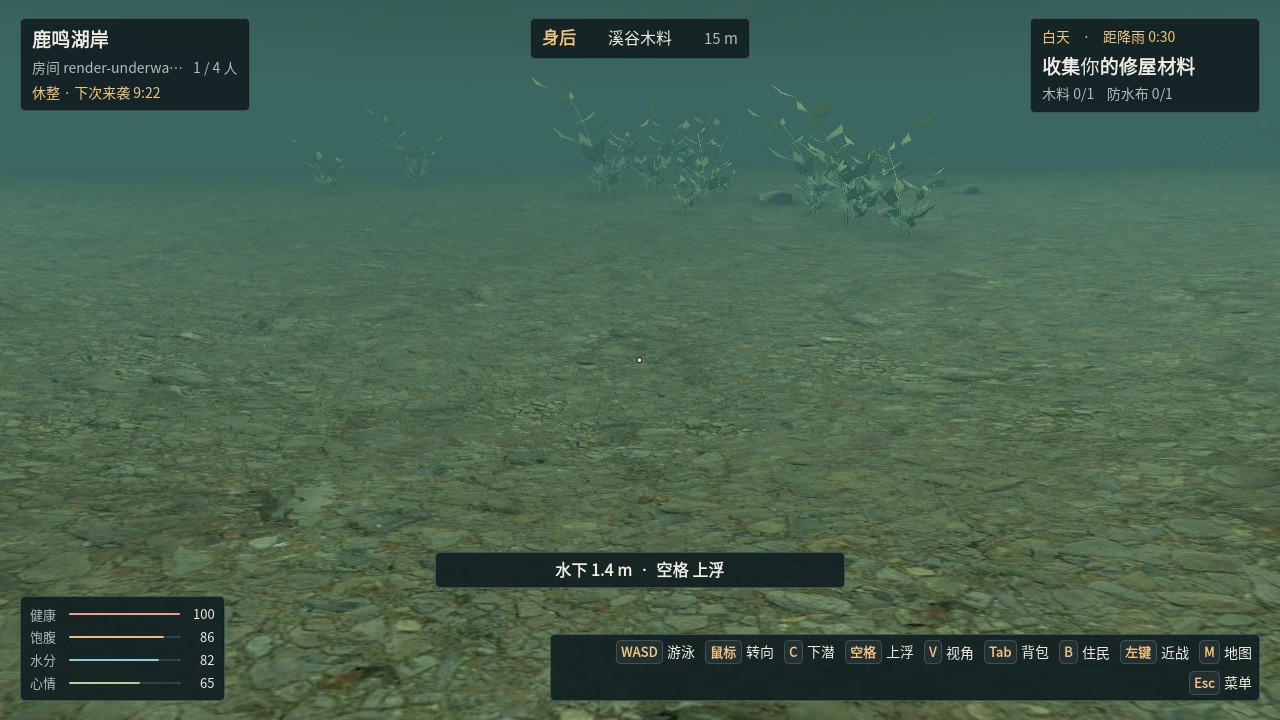 鹿鸣湖岸
房间 render-underwa… 1 / 4 人
休整 · 下次来袭 9:22
身后 溪谷木料 15 m
白天 · 距降雨 0:30
收集你的修屋材料
木料 0/1 防水布 0/1
水下 1.4 m · 空格 上浮
健康 100
饱腹 86
水分 82
心情 65
WASD 游泳 鼠标 转向 C 下潜 空格 上浮 V 视角 Tab 背包 B 住民 左键 近战 M 地图
Esc 菜单